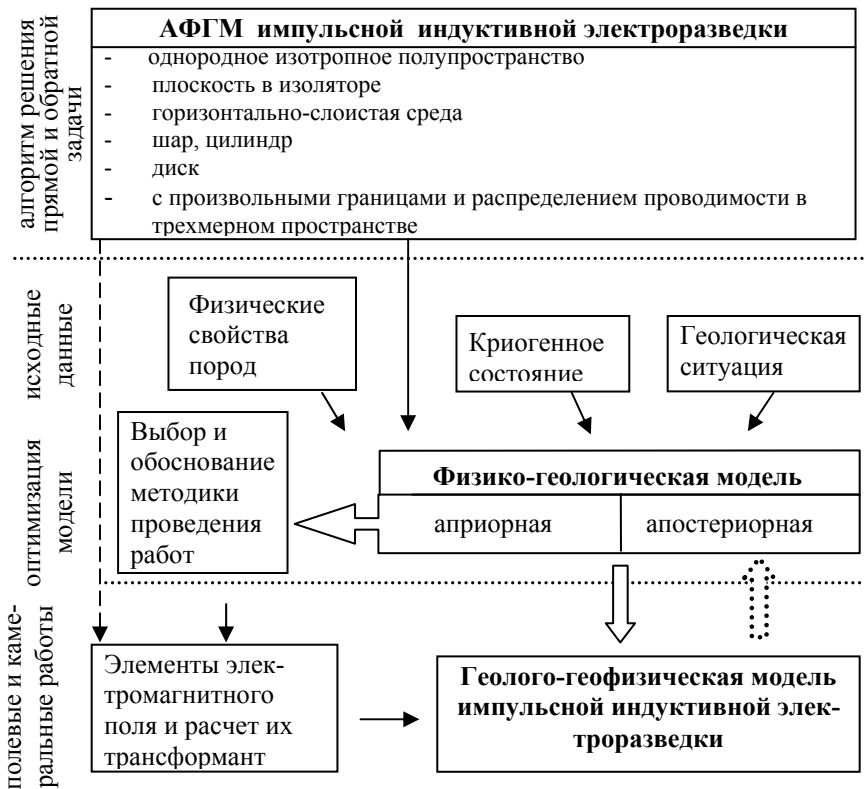 алгоритм решения
прямой и обратной
задачи
АФГМ импульсной индуктивной электроразведки
- однородное изотропное полупространство
- плоскость в изоляторе
- горизонтально-слоистая среда
- шар, цилиндр
- диск
- с произвольными границами и распределением проводимости в
трехмерном пространстве
исходные
данные
Физические
свойства
пород
Криогенное
состояние
Геологическая
ситуация
оптимизация
модели
Выбор и
обоснование
методики
проведения
работ
Физико-геологическая модель
априорная
апостериорная
полевые и каме-
ральные работы
Элементы элек-
тромагнитного
поля и расчет их
трансформант
Геолого-геофизическая модель
импульсной индуктивной элек-
троразведки